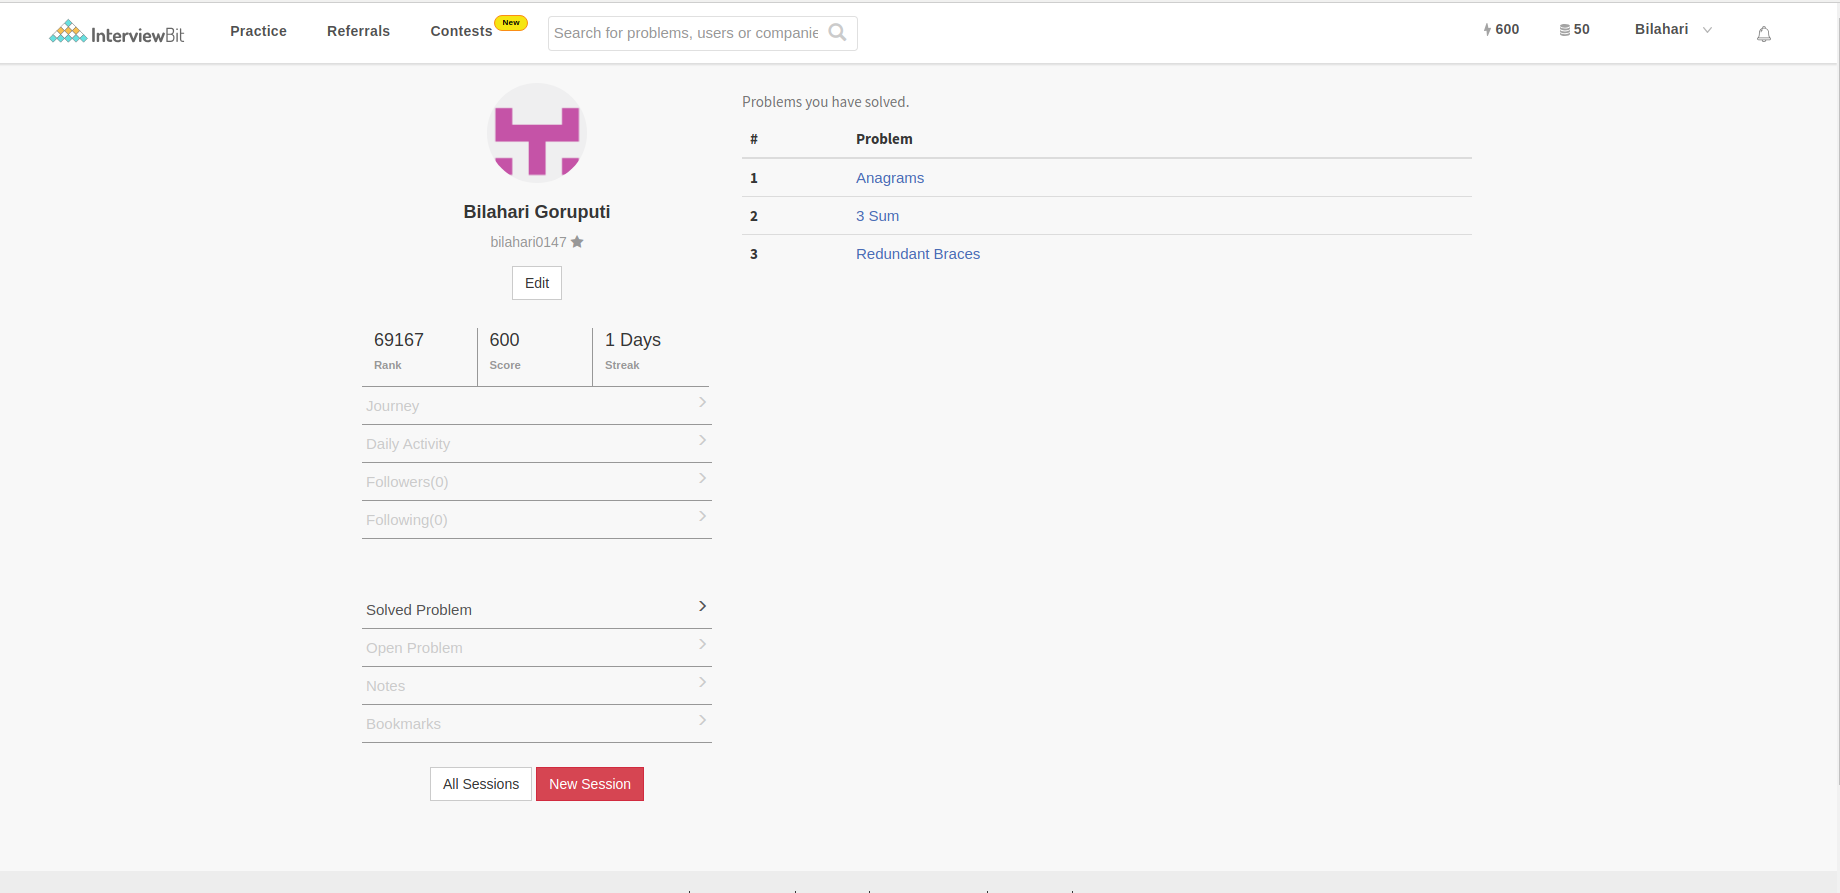 InterviewBit Practice Referrals Contests New Search for problems, users or companie 600 50 Bilahari
Bilahari Goruputi
bilahari0147
Edit
69167 600 1 Days
Rank Score Streak
Journey
Daily Activity
Followers(0)
Following(0)
Solved Problem
Open Problem
Notes
Bookmarks
All Sessions New Session
Problems you have solved.
# Problem
1 Anagrams
2 3 Sum
3 Redundant Braces